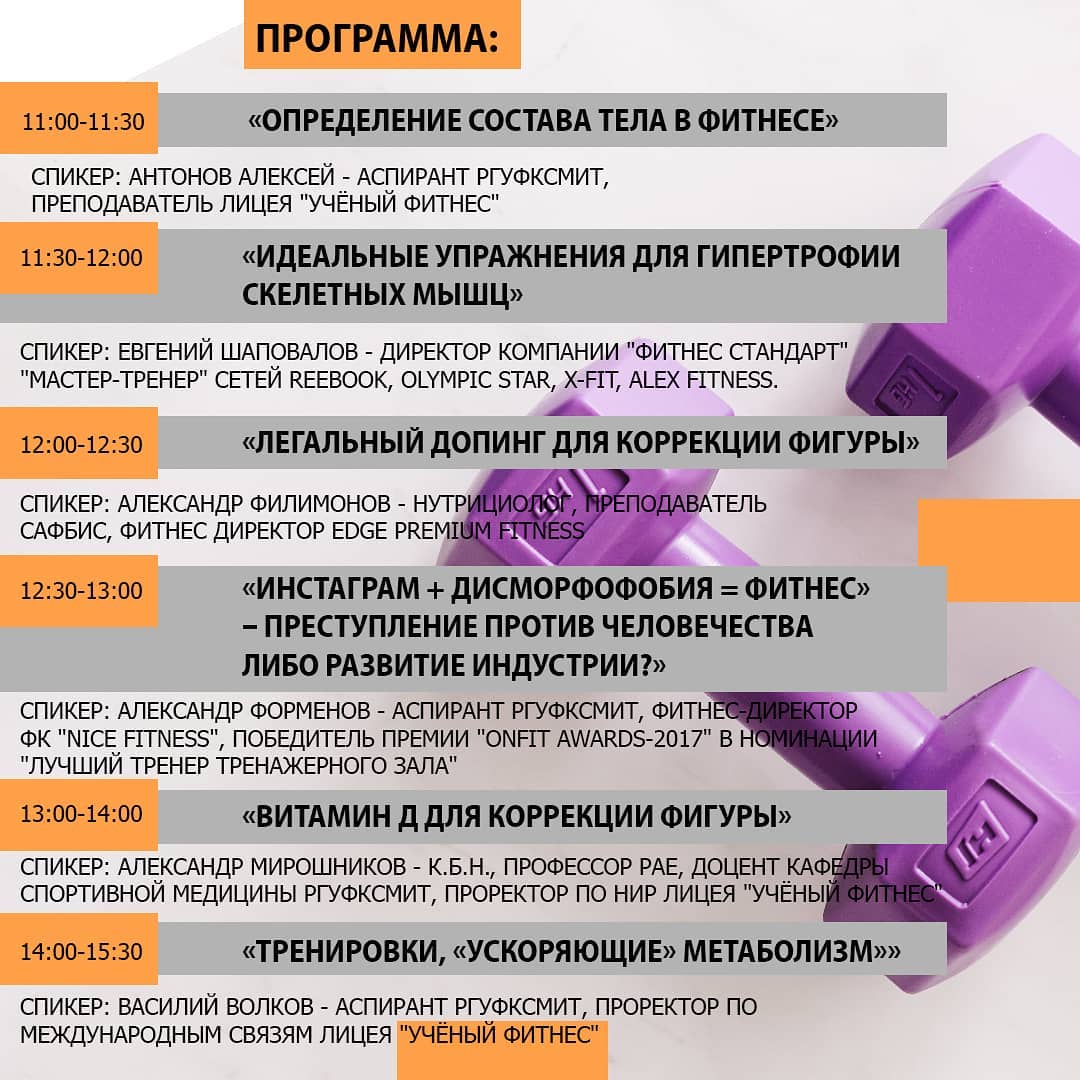 ПРОГРАММА:
11:00-11:30
«ОПРЕДЕЛЕНИЕ СОСТАВА ТЕЛА В ФИТНЕСЕ»
СПИКЕР: АНТОНОВ АЛЕКСЕЙ - АСПИРАНТ РГУФКСМИТ,
ПРЕПОДАВАТЕЛЬ ЛИЦЕЯ "УЧЁНЫЙ ФИТНЕС"
11:30-12:00
«ИДЕАЛЬНЫЕ УПРАЖНЕНИЯ ДЛЯ ГИПЕРТРОФИИ
СКЕЛЕТНЫХ МЫШЦ»
СПИКЕР: ЕВГЕНИЙ ШАПОВАЛОВ - ДИРЕКТОР КОМПАНИИ "ФИТНЕС СТАНДАРТ"
"МАСТЕР-ТРЕНЕР" СЕТЕЙ REEBOOK, OLYMPIC STAR, X-FIT, ALEX FITNESS.
12:00-12:30
«ЛЕГАЛЬНЫЙ ДОПИНГ ДЛЯ КОРРЕКЦИИ ФИГУРЫ»
СПИКЕР: АЛЕКСАНДР ФИЛИМОНОВ - НУТРИЦИОЛОГ, ПРЕПОДАВАТЕЛЬ
САФБИС, ФИТНЕС ДИРЕКТОР EDGE PREMIUM FITNESS
12:30-13:00
«ИНСТАГРАМ + ДИСМОРФОФОБИЯ = ФИТНЕС»
– ПРЕСТУПЛЕНИЕ ПРОТИВ ЧЕЛОВЕЧЕСТВА
ЛИБО РАЗВИТИЕ ИНДУСТРИИ?»
СПИКЕР: АЛЕКСАНДР ФОРМЕНОВ - АСПИРАНТ РГУФКСМИТ, ФИТНЕС-ДИРЕКТОР
ФК "NICE FITNESS", ПОБЕДИТЕЛЬ ПРЕМИИ "ONFIT AWARDS-2017" В НОМИНАЦИИ
"ЛУЧШИЙ ТРЕНЕР ТРЕНАЖЕРНОГО ЗАЛА"
13:00-14:00
«ВИТАМИН Д ДЛЯ КОРРЕКЦИИ ФИГУРЫ»
СПИКЕР: АЛЕКСАНДР МИРОШНИКОВ - К.Б.Н., ПРОФЕССОР РАЕ, ДОЦЕНТ КАФЕДРЫ
СПОРТИВНОЙ МЕДИЦИНЫ РГУФКСМИТ, ПРОРЕКТОР ПО НИР ЛИЦЕЯ "УЧЁНЫЙ ФИТНЕС"
14:00-15:30
«ТРЕНИРОВКИ, «УСКОРЯЮЩИЕ» МЕТАБОЛИЗМ»»
СПИКЕР: ВАСИЛИЙ ВОЛКОВ - АСПИРАНТ РГУФКСМИТ, ПРОРЕКТОР ПО
МЕЖДУНАРОДНЫМ СВЯЗЯМ ЛИЦЕЯ "УЧЁНЫЙ ФИТНЕС"